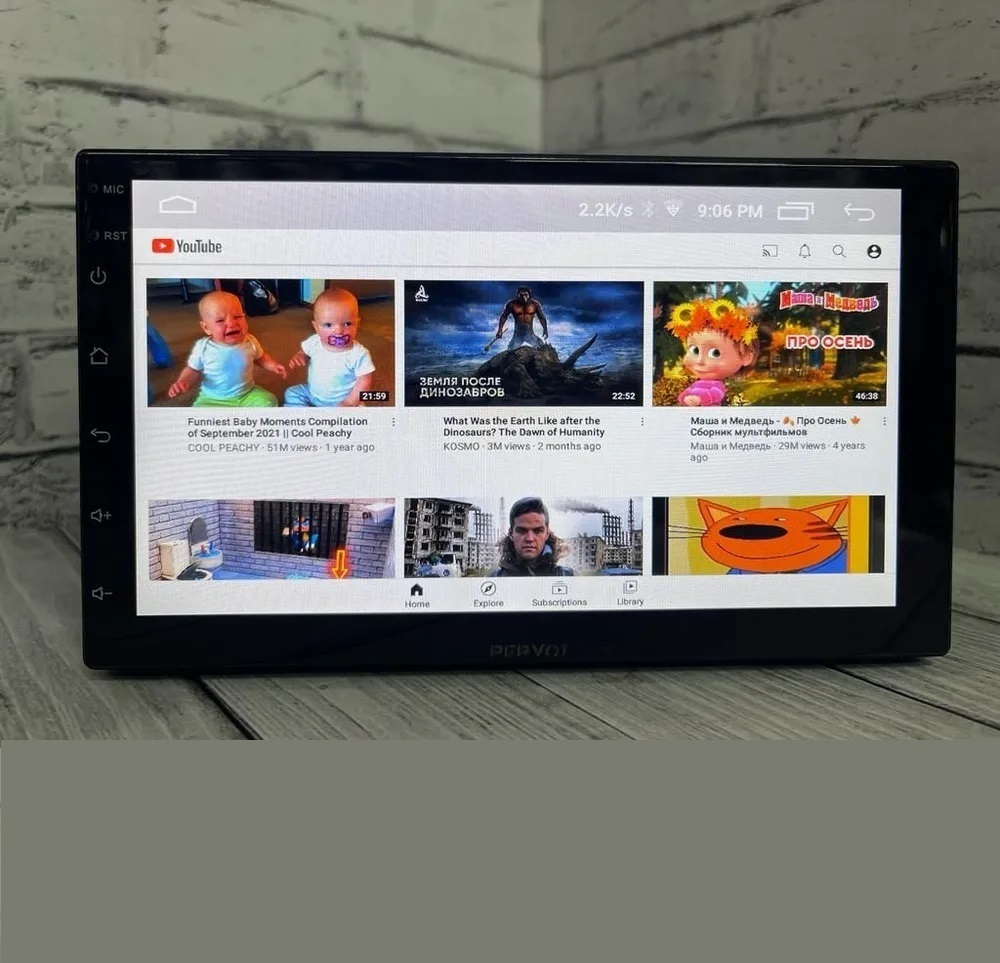 MIC
RST
2.2K/s 9:06 PM
YouTube
ЗЕМЛЯ ПОСЛЕ
ДИНОЗАВРОВ
Маша и Медведь
ПРО ОСЕНЬ
21:59
22:52
46:38
Funniest Baby Moments Compilation
of September 2021 || Cool Peachy
COOL PEACHY · 51M views · 1 year ago
What Was the Earth Like after the
Dinosaurs? The Dawn of Humanity
KOSMO · 3M views · 2 months ago
Маша и Медведь - 🍂 Про Осень 🍁
Сборник мультфильмов
Маша и Медведь · 29M views · 4 years
ago
Home
Explore
Subscriptions
Library